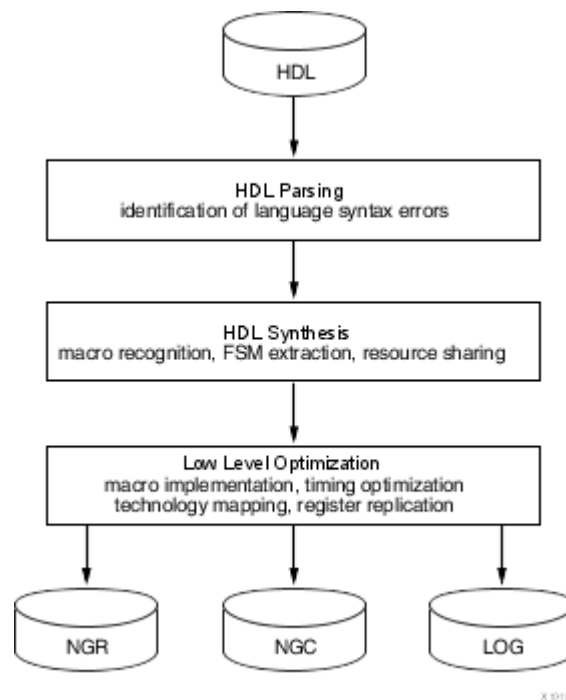 HDL
HDL Parsing
identification of language syntax errors
HDL Synthesis
macro recognition, FSM extraction, resource sharing
Low Level Optimization
macro implementation, timing optimization
technology mapping, register replication
NGR
NGC
LOG